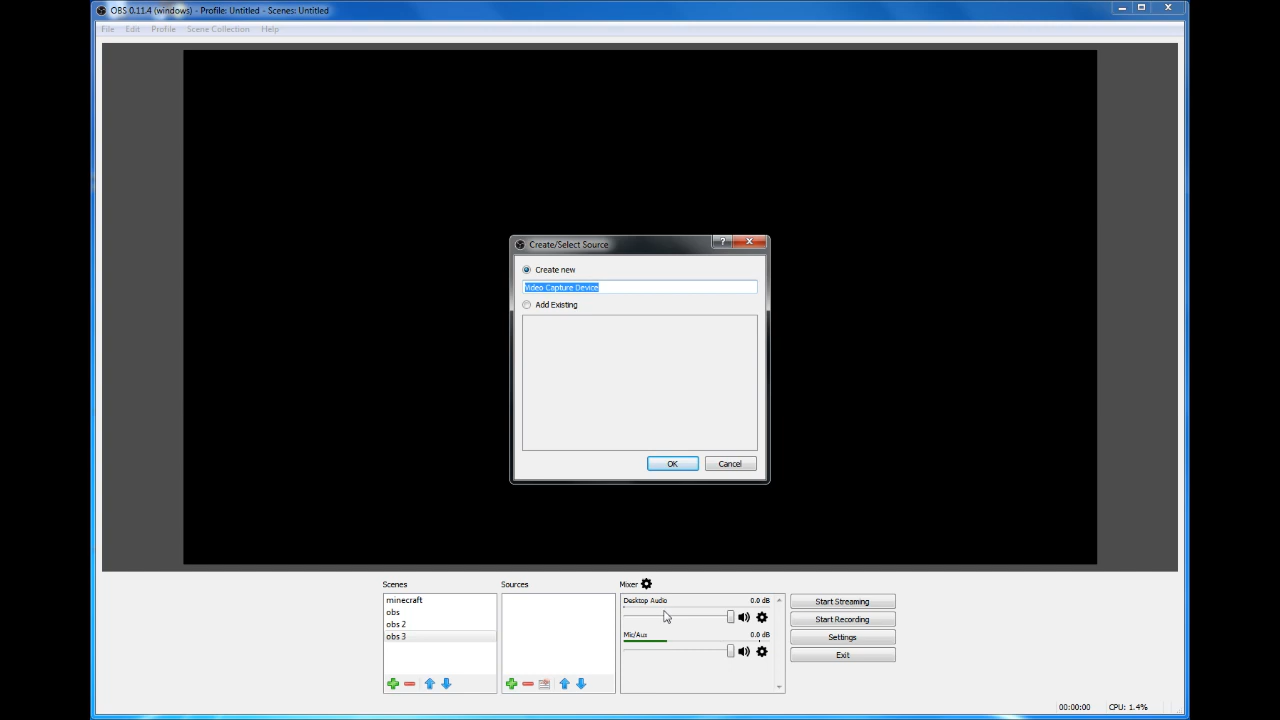 OBS 0.11.4 (windows) - Profile: Untitled - Scenes: Untitled
File Edit Profile Scene Collection Help
Create/Select Source
Create new
Video Capture Device
Add Existing
OK Cancel
Scenes Sources Mixer
minecraft
obs
obs 2
obs 3
Desktop Audio 0.0 dB
Mic/Aux 0.0 dB
Start Streaming
Start Recording
Settings
Exit
00:00:00 CPU: 1.4%